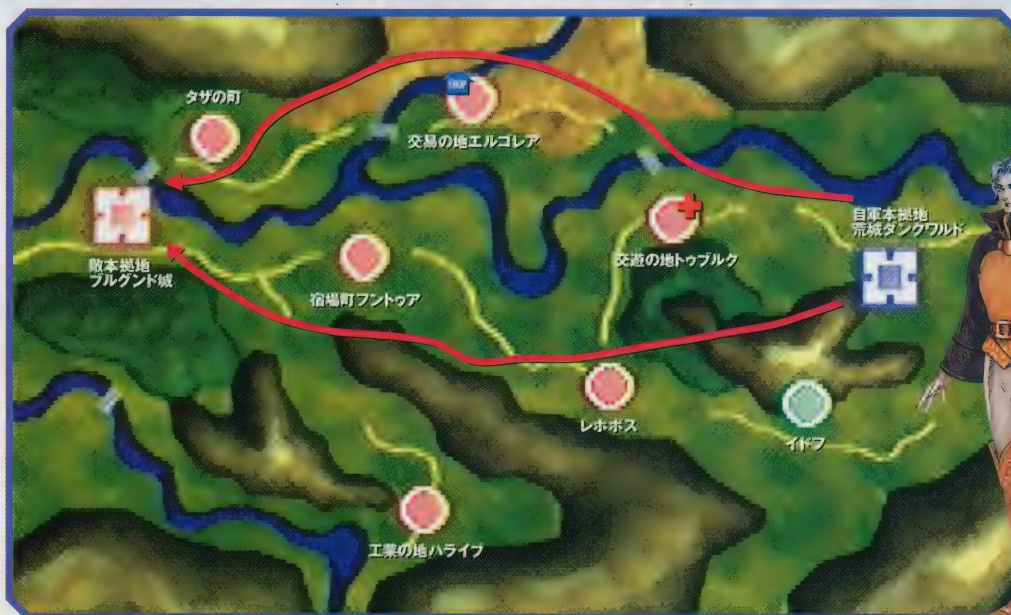 タザの町
SHOP
交易の地エルゴレア
自軍本拠地
荒城タングワルド
敵本拠地
ブルグンド城
宿場町フントゥア
交遊の地トゥブルク
レボボス
イドフ
工業の地ハライブ